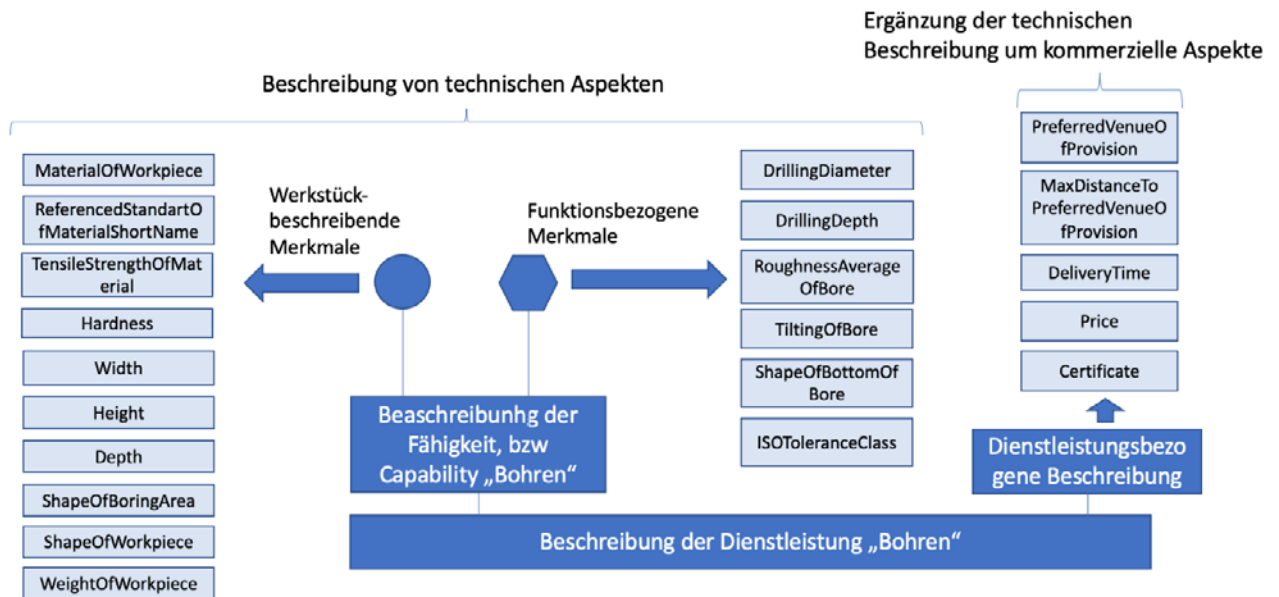 Ergänzung der technischen
Beschreibung um kommerzielle Aspekte
Beschreibung von technischen Aspekten
MaterialOfWorkpiece
ReferencedStandartO
fMaterialShortName
TensileStrengthOfMat
erial
Hardness
Width
Height
Depth
ShapeOfBoringArea
ShapeOfWorkpiece
WeightOfWorkpiece
Werkstück-
beschreibende
Merkmale
Funktionsbezogene
Merkmale
DrillingDiameter
DrillingDepth
RoughnessAverage
OfBore
TiltingOfBore
ShapeOfBottomOf
Bore
ISOToleranceClass
PreferredVenueO
fProvision
MaxDistanceTo
PreferredVenueO
fProvision
DeliveryTime
Price
Certificate
Beaschreibunhg der
Fähigkeit, bzw
Capability „Bohren“
Dienstleistungsbezo
gene Beschreibung
Beschreibung der Dienstleistung „Bohren“